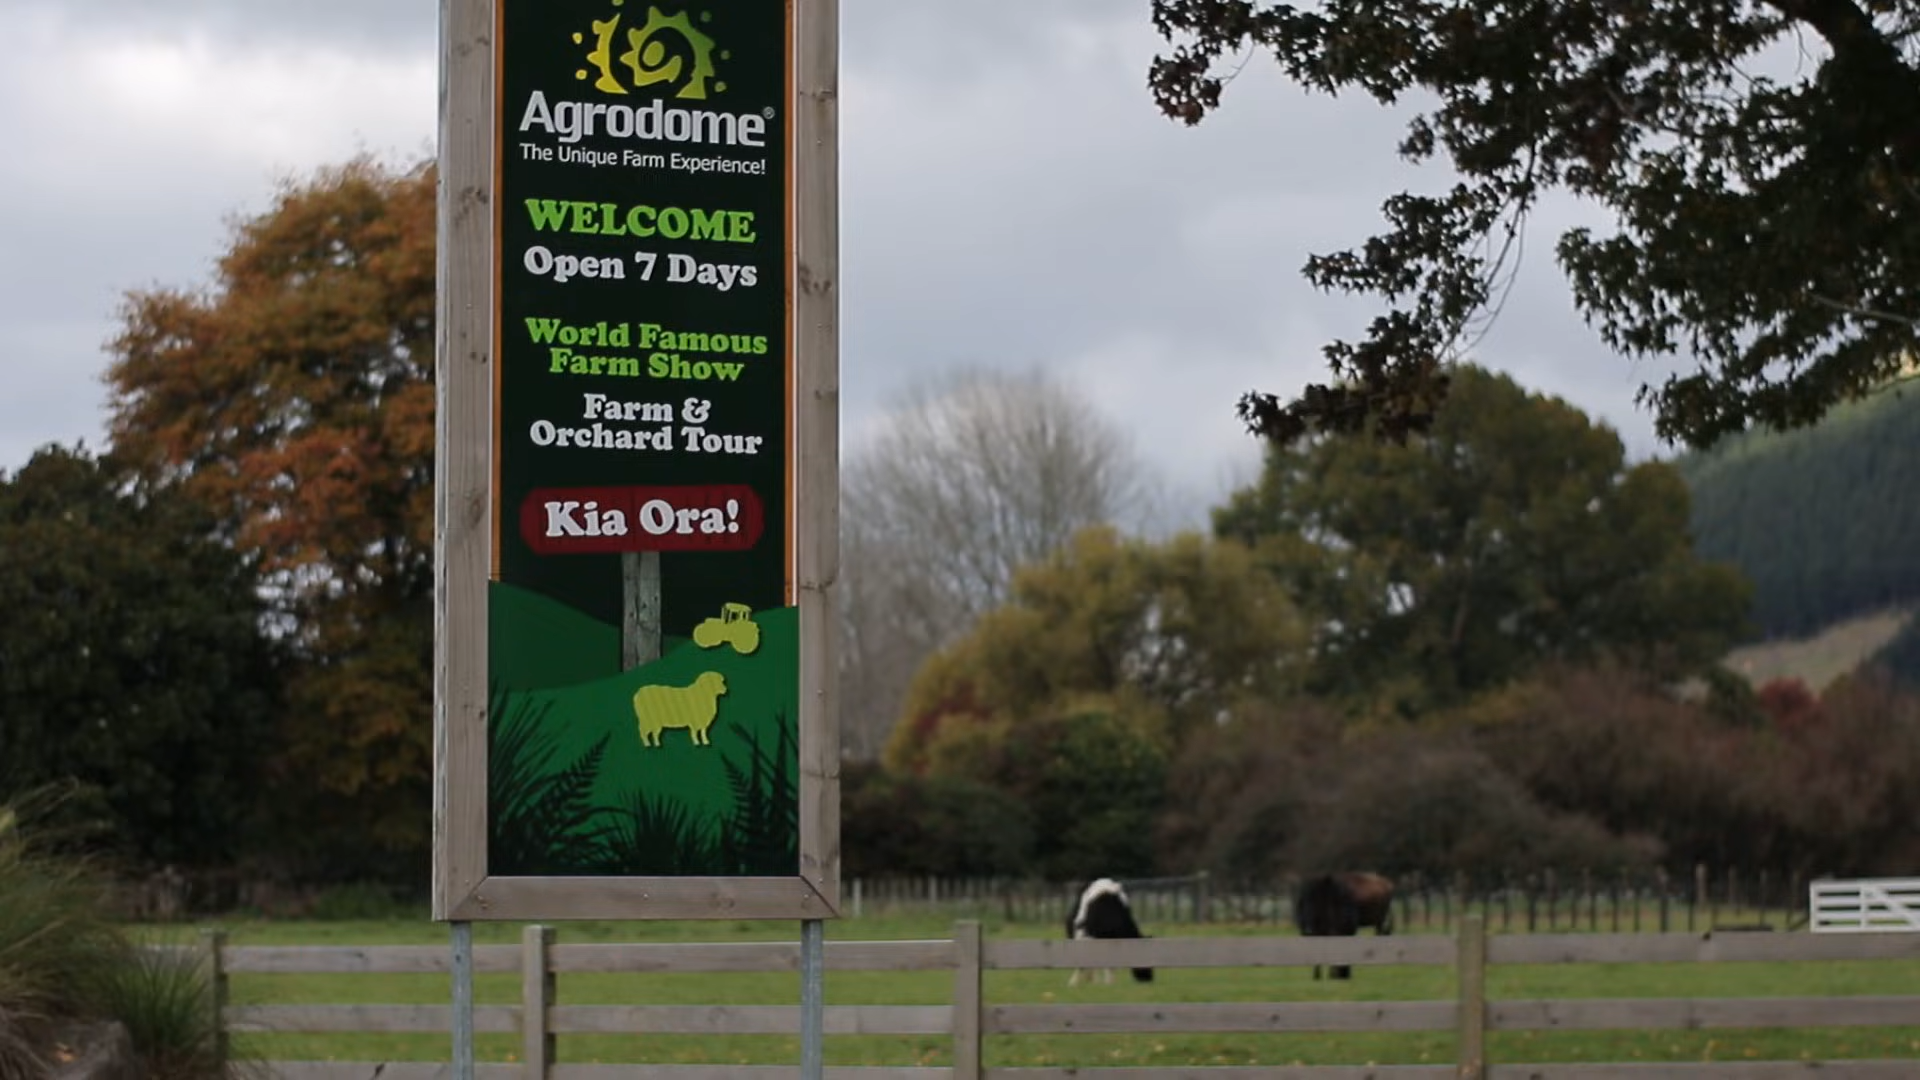 Agrodome®
The Unique Farm Experience!
WELCOME
Open 7 Days
World Famous
Farm Show
Farm &
Orchard Tour
Kia Ora!